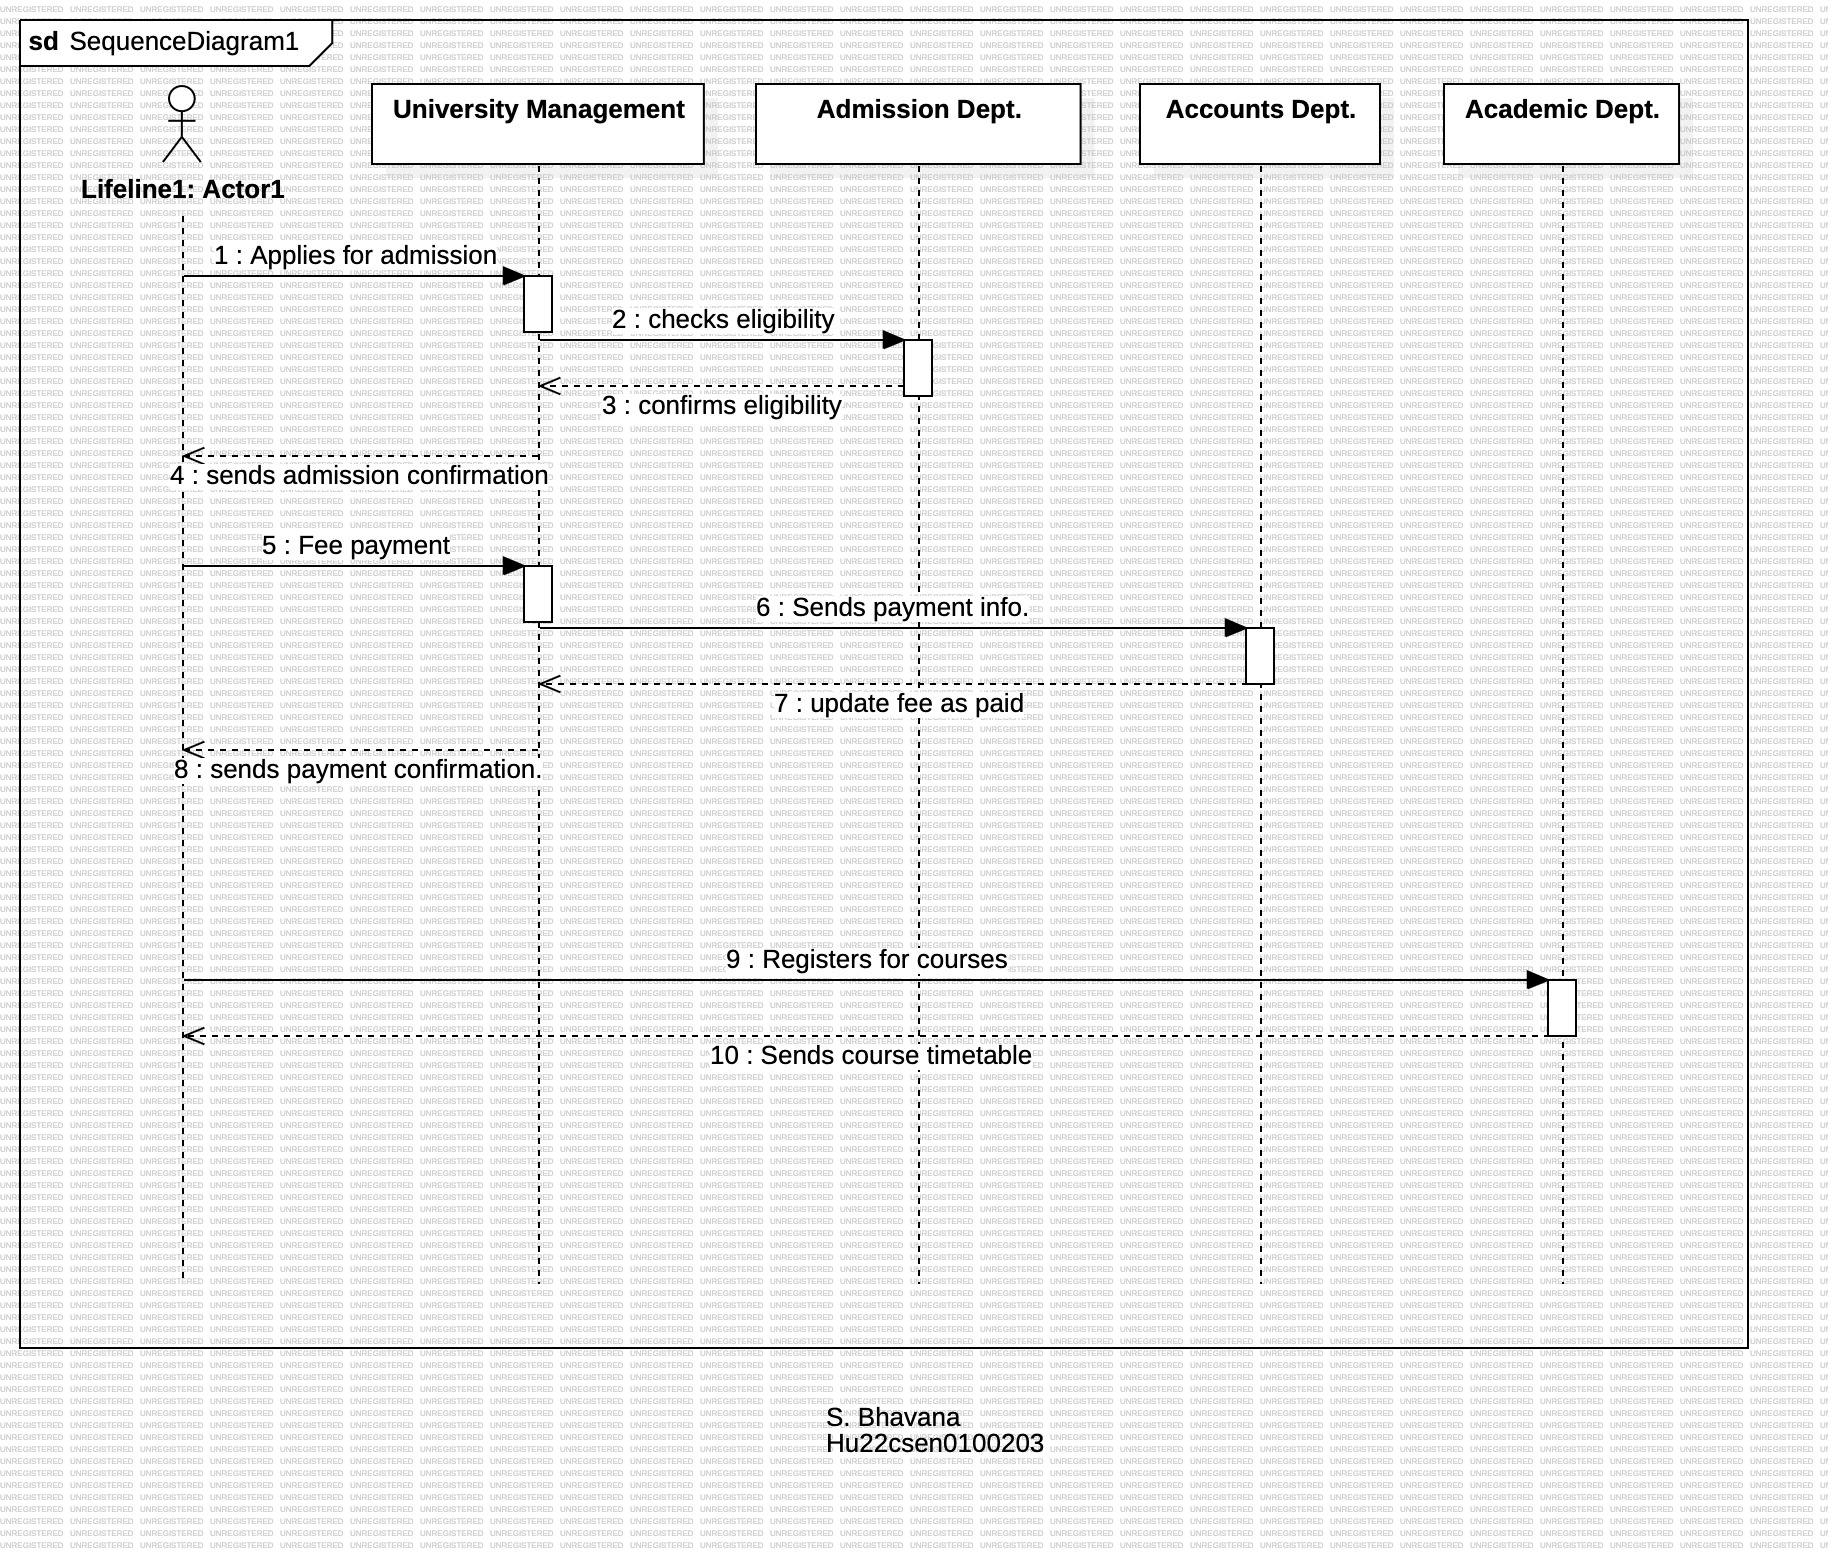 sd SequenceDiagram1
University Management
Admission Dept.
Accounts Dept.
Academic Dept.
Lifeline1: Actor1
1 : Applies for admission
2 : checks eligibility
3 : confirms eligibility
4 : sends admission confirmation
5 : Fee payment
6 : Sends payment info.
7 : update fee as paid
8 : sends payment confirmation.
9 : Registers for courses
10 : Sends course timetable
S. Bhavana
Hu22csen0100203
UNREGISTERED